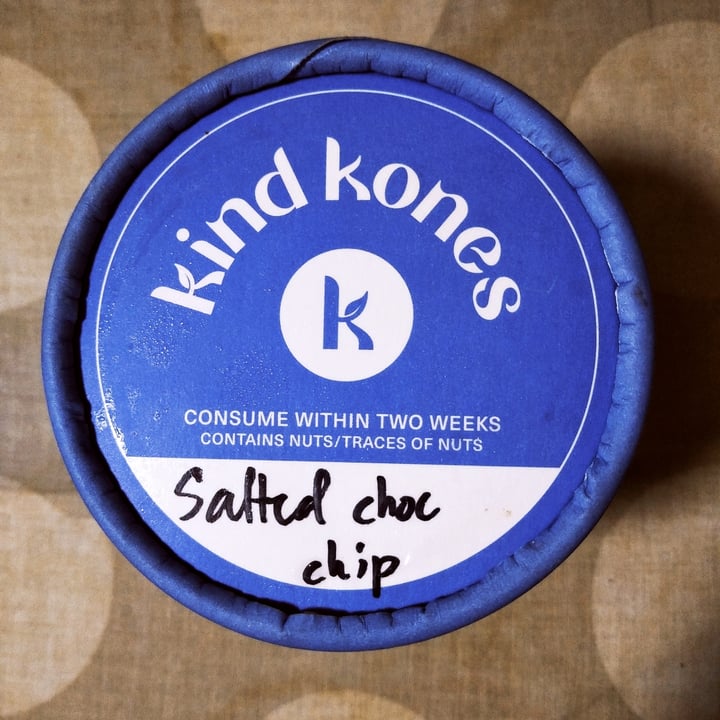 kind kones
k
CONSUME WITHIN TWO WEEKS
CONTAINS NUTS/TRACES OF NUTS
Salted choc
chip